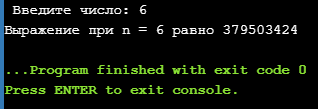 Введите число: 6
Выражение при n = 6 равно 379503424
...Program finished with exit code 0
Press ENTER to exit console.